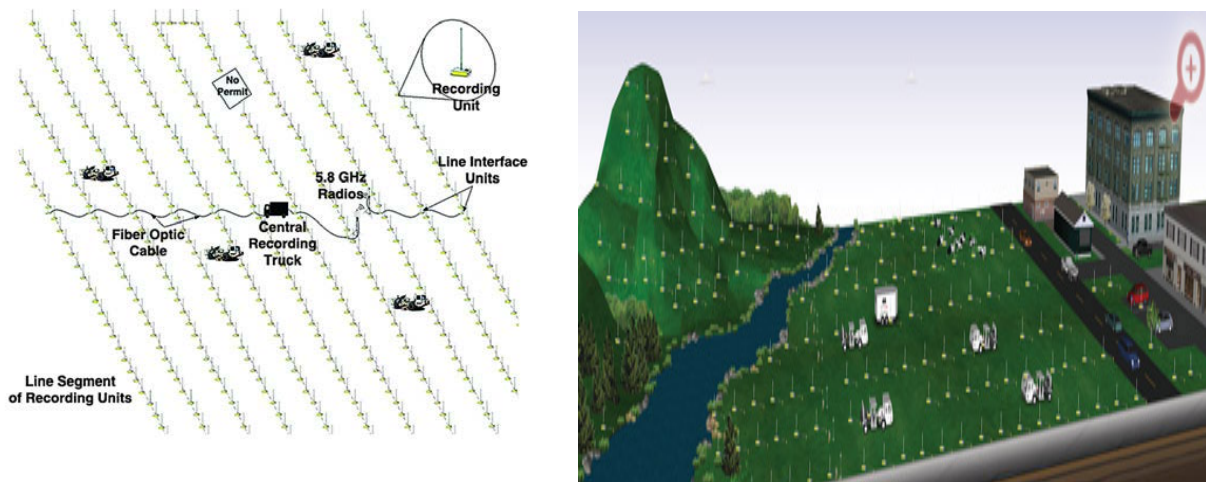 No
Permit
Recording
Unit
5.8 GHz
Radios
Line Interface
Units
Fiber Optic
Cable
Central
Recording
Truck
Line Segment
of Recording Units